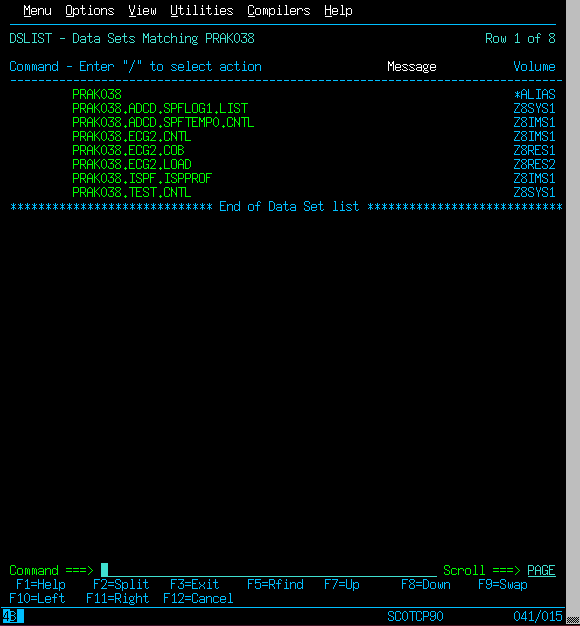 Menu Options View Utilities Compilers Help
DSLIST - Data Sets Matching PRAK038 Row 1 of 8
Command - Enter "/" to select action Message Volume
PRAK038 *ALIAS
PRAK038.ADCD.SPFLOG1.LIST Z8SYS1
PRAK038.ADCD.SPFTEMP0.CNTL Z8IMS1
PRAK038.ECG2.CNTL Z8IMS1
PRAK038.ECG2.COB Z8RES1
PRAK038.ECG2.LOAD Z8RES2
PRAK038.ISPF.ISPPROF Z8IMS1
PRAK038.TEST.CNTL Z8SYS1
***************************** End of Data Set list ****************************
Command ===> Scroll ===> PAGE
F1=Help F2=Split F3=Exit F5=Rfind F7=Up F8=Down F9=Swap
F10=Left F11=Right F12=Cancel
SC0TCP90 041/015